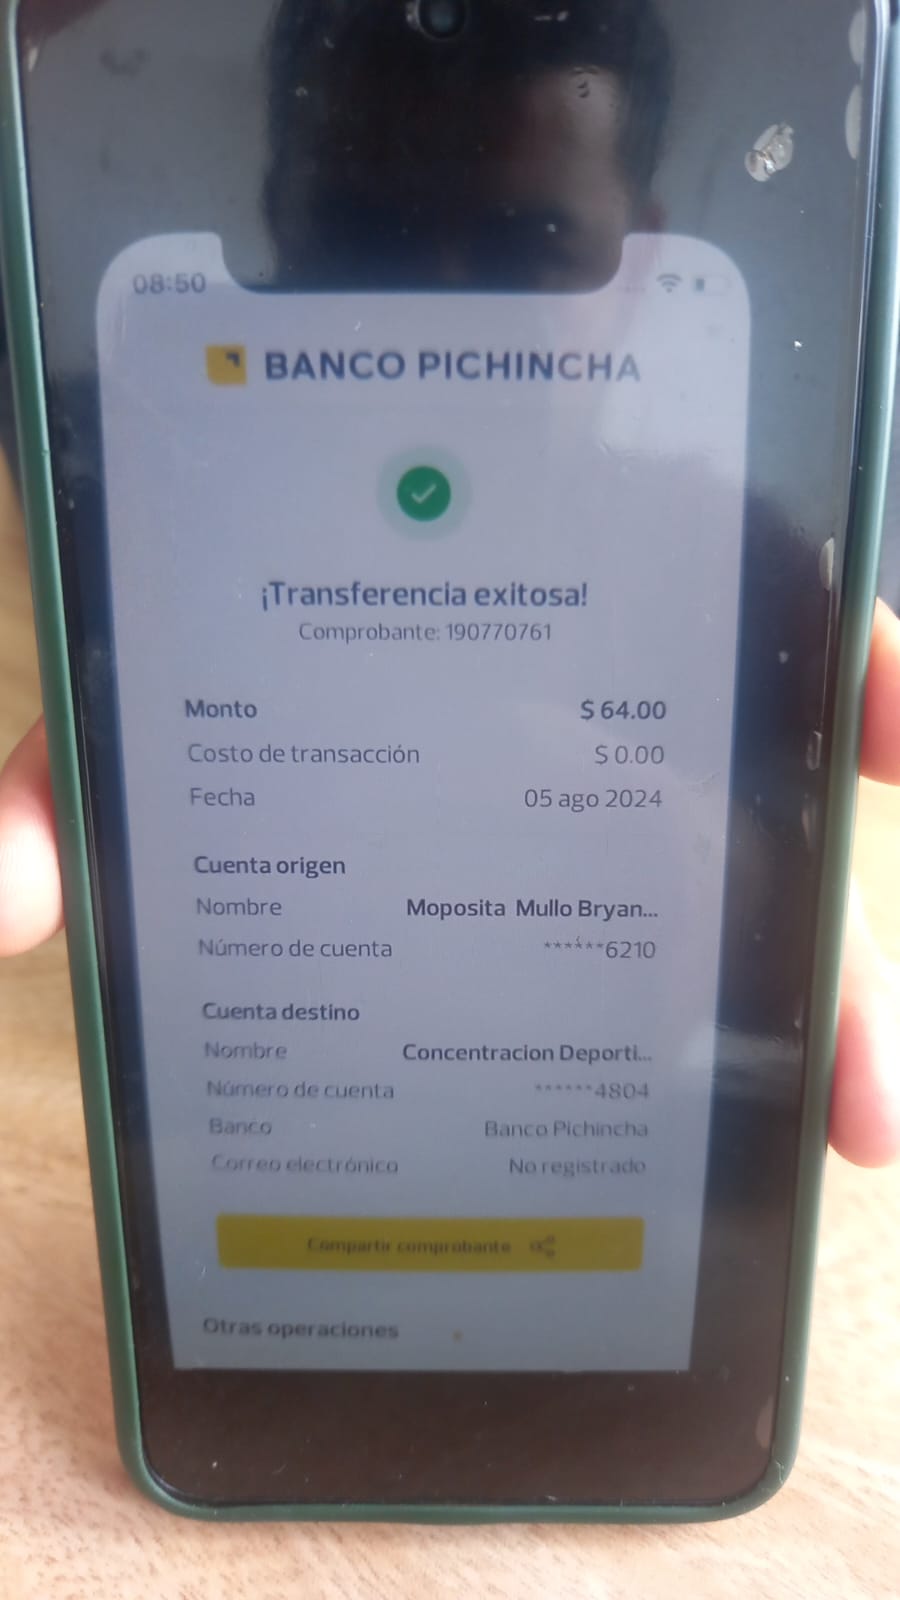 08:50
BANCO PICHINCHA
¡Transferencia exitosa!
Comprobante: 190770761
Monto $ 64.00
Costo de transacción $ 0.00
Fecha 05 ago 2024
Cuenta origen
Nombre Moposita Mullo Bryan...
Número de cuenta ******6210
Cuenta destino
Nombre Concentracion Deporti...
Número de cuenta ******4804
Banco Banco Pichincha
Correo electrónico No registrado
Compartir comprobante
Otras operaciones